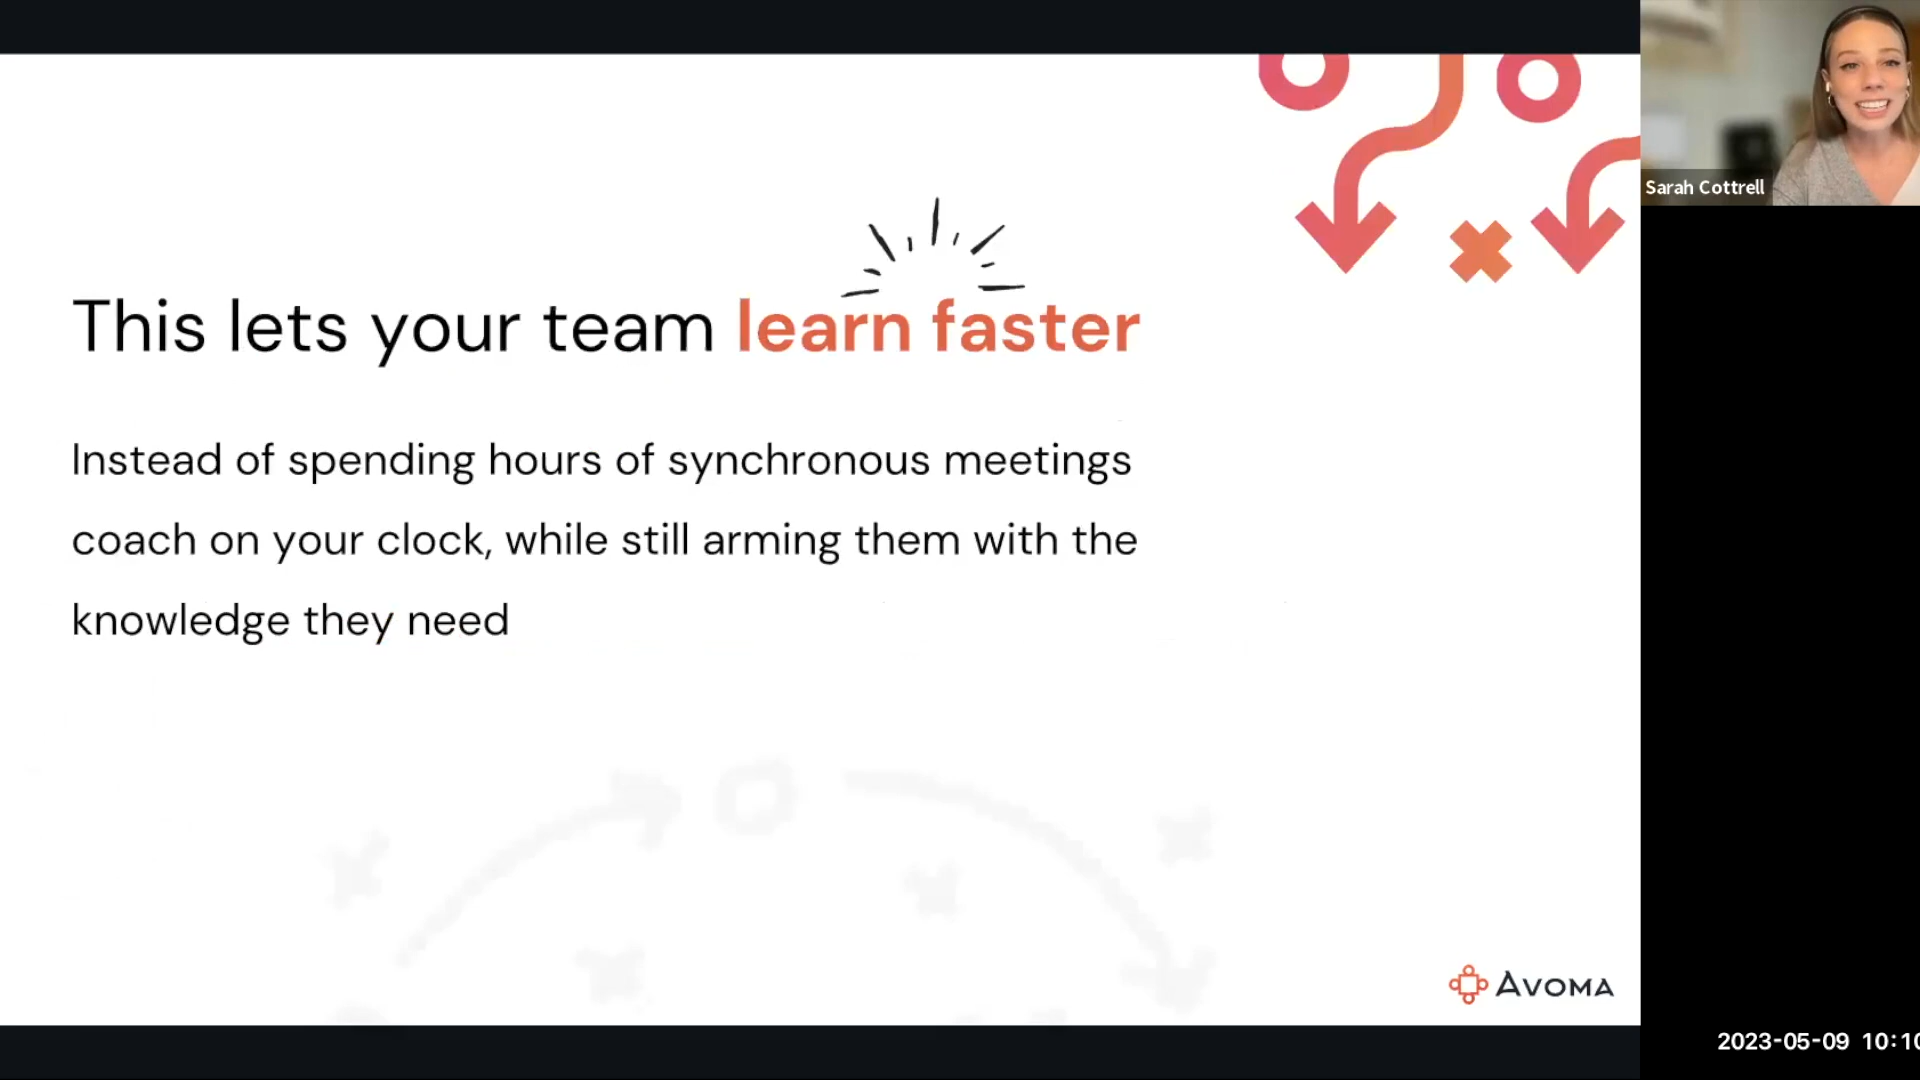 Sarah Cottrell
This lets your team learn faster
Instead of spending hours of synchronous meetings
coach on your clock, while still arming them with the
knowledge they need
AVOMA
2023-05-09 10:10